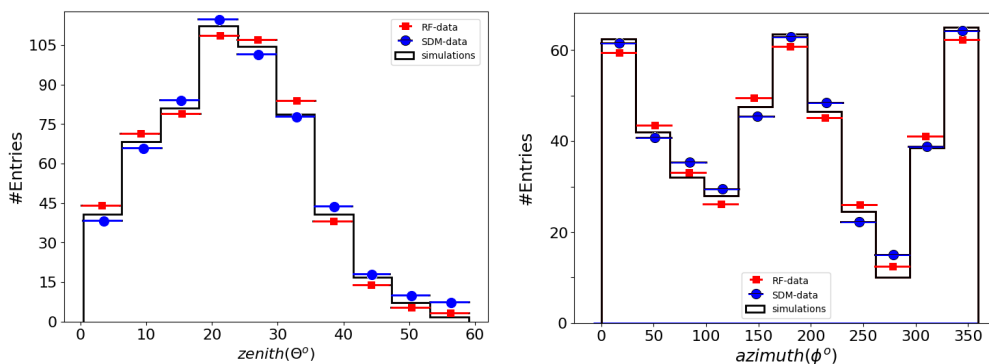 105
90
75
60
45
30
15
0
#Entries
0 10 20 30 40 50 60
zenith(Θ°)
RF-data
SDM-data
simulations
60
40
20
0
#Entries
0 50 100 150 200 250 300 350
azimuth(ϕ°)
RF-data
SDM-data
simulations